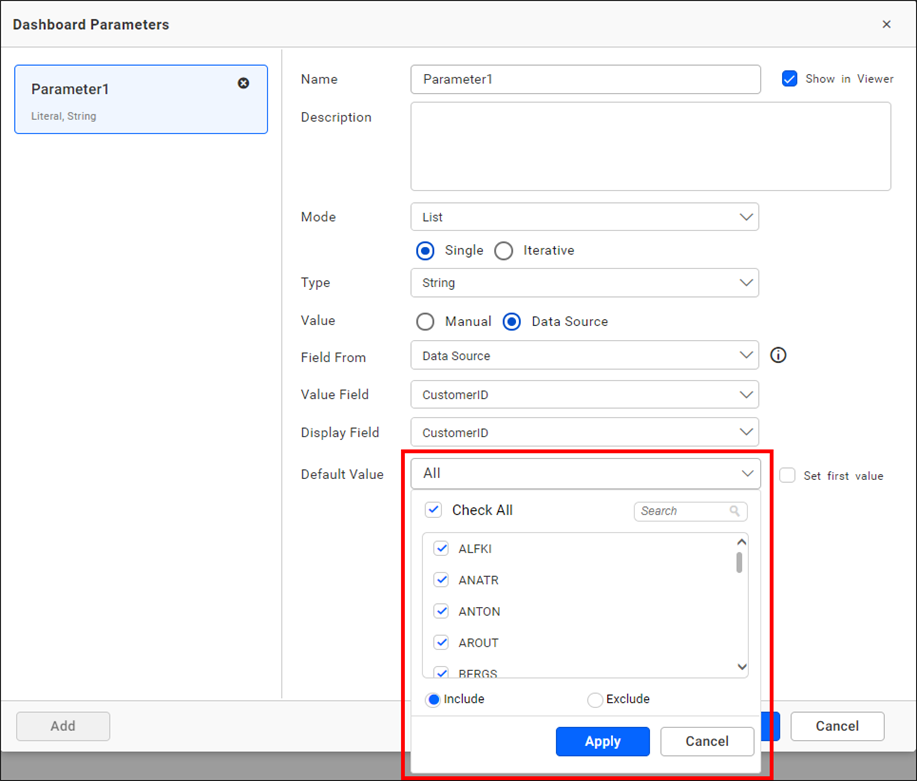 Dashboard Parameters
Parameter1
Literal, String
Name
Parameter1
Show in Viewer
Description
Mode
List
Single
Iterative
Type
String
Value
Manual
Data Source
Field From
Data Source
Value Field
CustomerID
Display Field
CustomerID
Default Value
All
Set first value
Check All
Search
ALFKI
ANATR
ANTON
AROUT
BERGS
Include
Exclude
Apply
Cancel
Add
Cancel